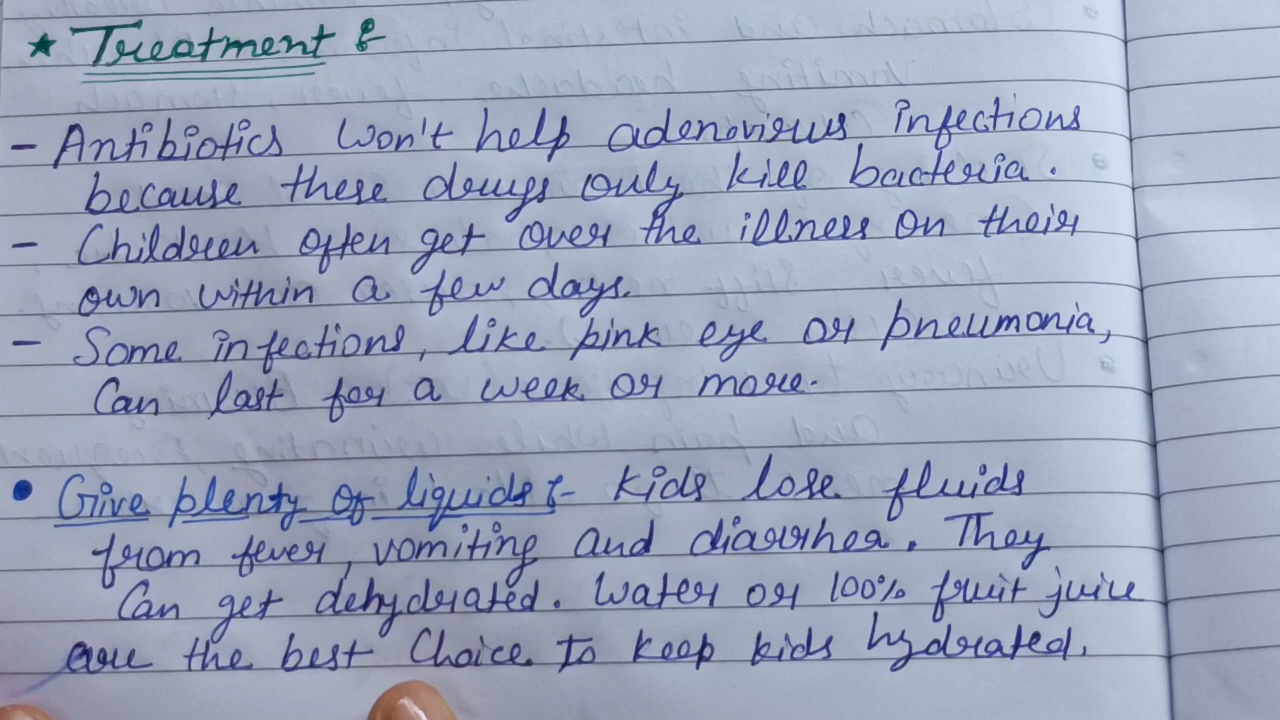 ★ Treatment :-
- Antibiotics won't help adenovirus infections
because these drugs only kill bacteria.
- Children often get over the illness on their
own within a few days.
- Some infections, like pink eye or pneumonia,
Can last for a week or more.
• Give plenty of liquids :- Kids lose fluids
from fever, vomiting and diarrhea. They
Can get dehydrated. Water or 100% fruit juice
are the best Choice to keep kids hydrated.